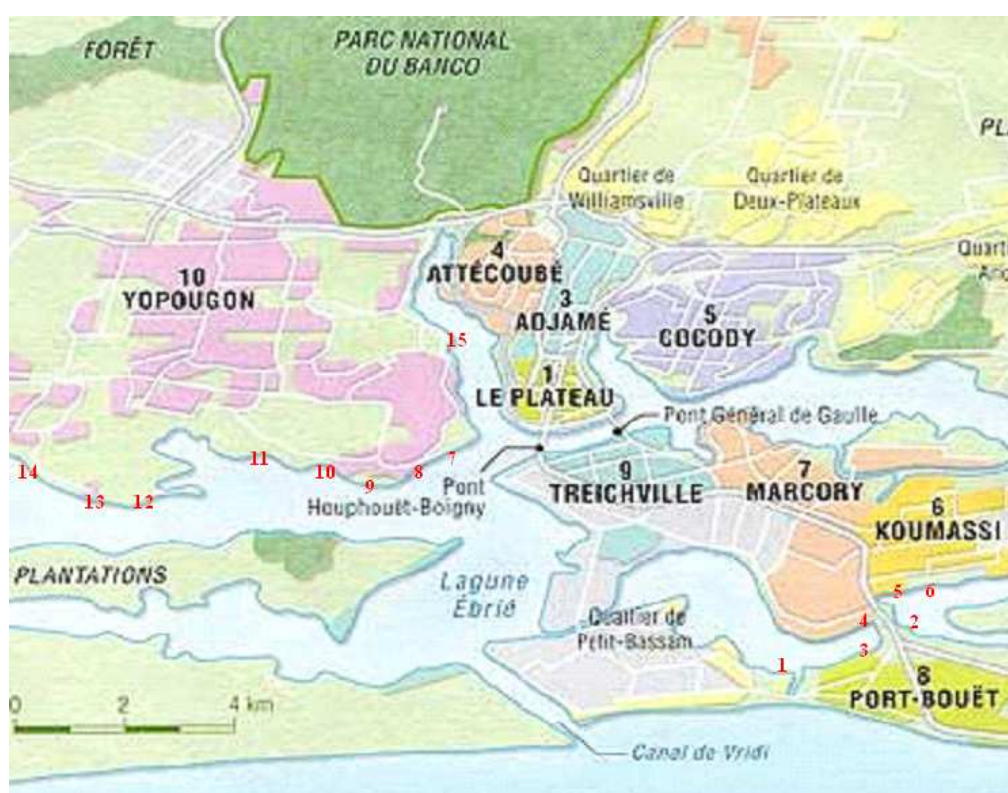 FORÊT
PARC NATIONAL
DU BANCO
Quartier de
Williamsville
Quartier de
Deux-Plateaux
4
ATTÉCOUBÉ
10
YOPOUGON
3
ADJAMÉ
5
COCODY
15
1
LE PLATEAU
Pont Général de Gaulle
14
13
12
11
10
9
8
7
Pont
Houphouët-Boigny
9
TREICHVILLE
7
MARCORY
6
KOUMASSI
PLANTATIONS
Lagune
Ébrié
5
6
4
2
3
Quartier de
Petit-Bassam
1
8
PORT-BOUËT
0
2
4 km
Canal de Vridi